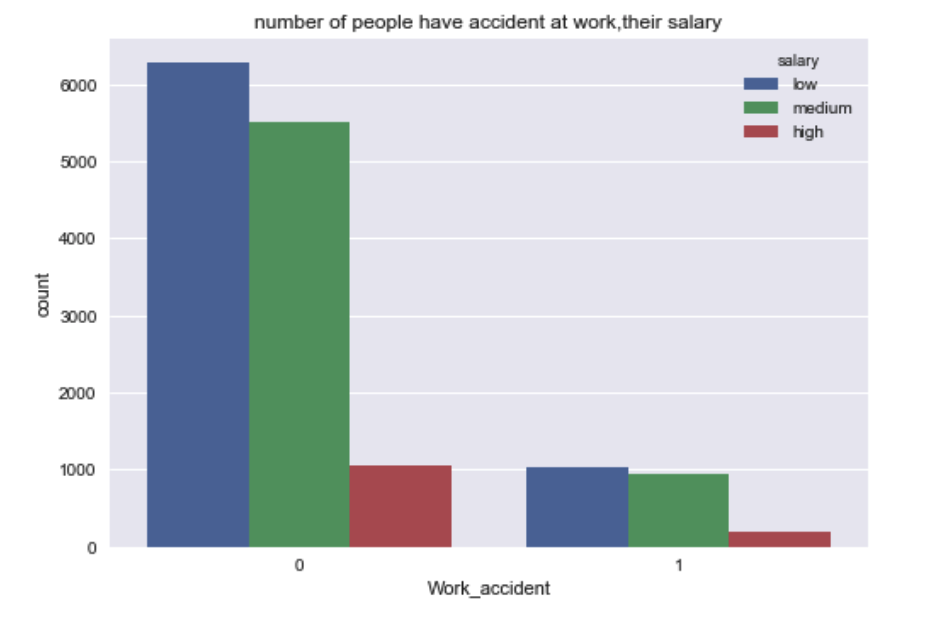 number of people have accident at work,their salary
salary
low
medium
high
6000
5000
4000
3000
2000
1000
0
count
0 1
Work_accident